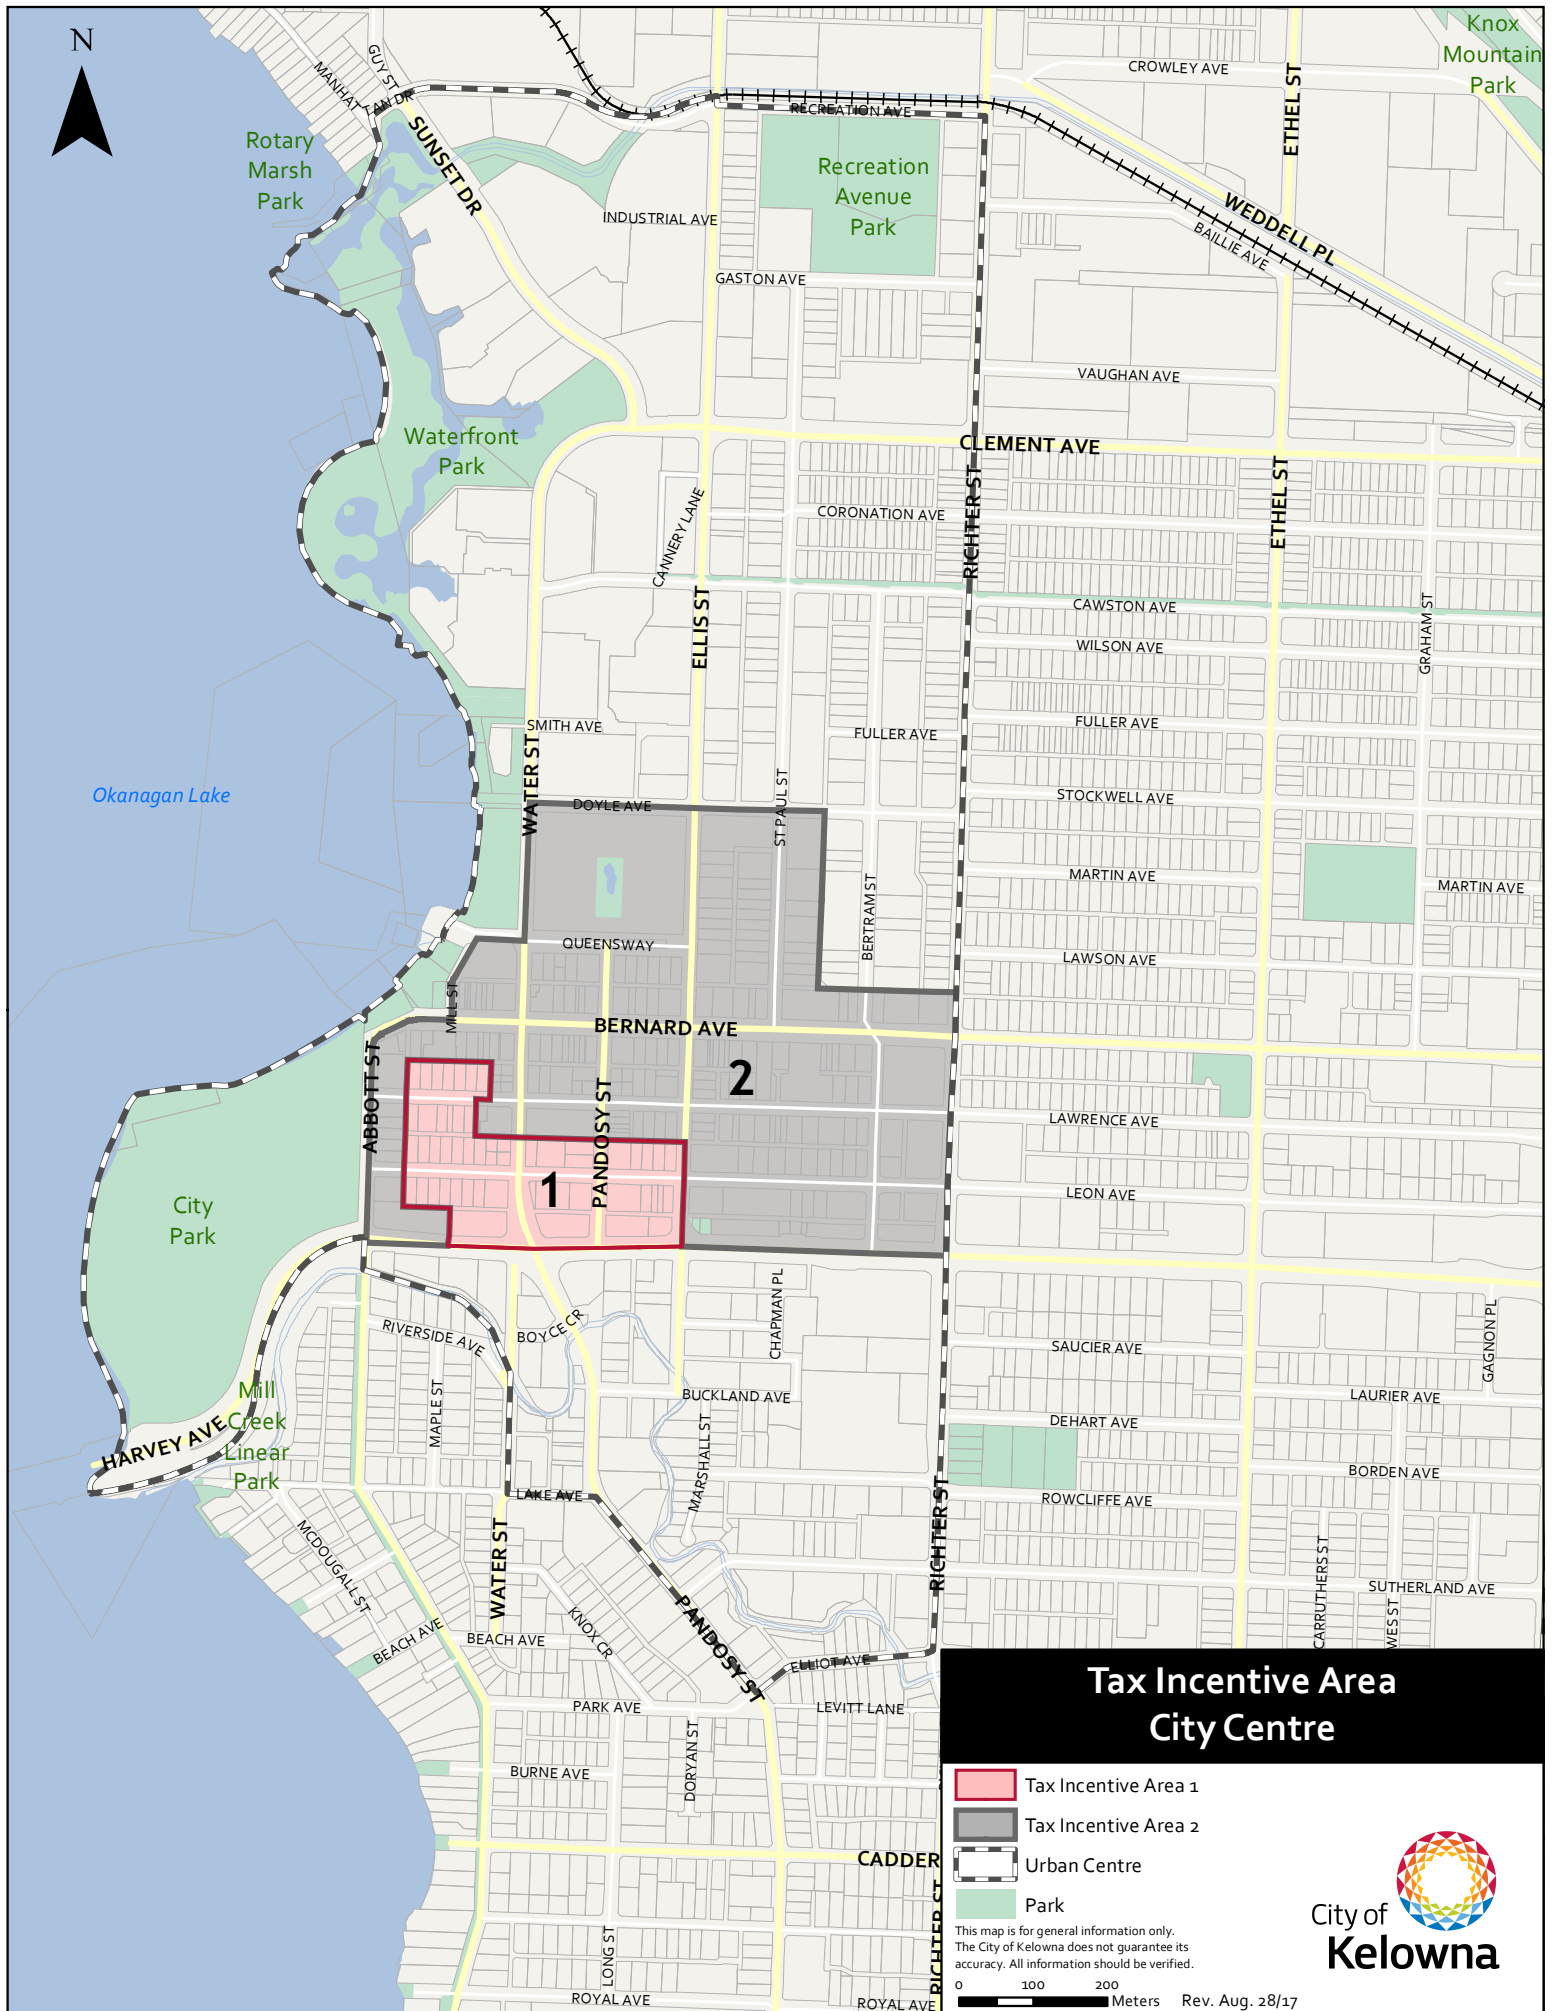 N
Knox
Mountain
Park
GUY ST
MANHATTAN DR
CROWLEY AVE
ETHEL ST
RECREATION AVE
SUNSET DR
Rotary
Marsh
Park
Recreation
Avenue
Park
INDUSTRIAL AVE
WEDDELL PL
BAILLIE AVE
GASTON AVE
VAUGHAN AVE
Waterfront
Park
CLEMENT AVE
RICHTER ST
ETHEL ST
CANNERY LANE
CORONATION AVE
CAWSTON AVE
ELLIS ST
GRAHAM ST
WILSON AVE
SMITH AVE
FULLER AVE
FULLER AVE
WATER ST
ST PAUL ST
Okanagan Lake
DOYLE AVE
STOCKWELL AVE
MARTIN AVE
MARTIN AVE
BERTRAM ST
QUEENSWAY
LAWSON AVE
MILL ST
BERNARD AVE
2
ABBOTT ST
PANDOSY ST
LAWRENCE AVE
1
LEON AVE
City
Park
CHAPMAN PL
GAGNON PL
RIVERSIDE AVE
BOYCE CR
SAUCIER AVE
MAPLE ST
BUCKLAND AVE
LAURIER AVE
Mill
Creek
Linear
Park
HARVEY AVE
MARSHALL ST
DEHART AVE
BORDEN AVE
LAKE AVE
ROWCLIFFE AVE
RICHTER ST
MCDOUGALL ST
WATER ST
CARRUTHERS ST
SUTHERLAND AVE
WEST ST
PANDOSY ST
KNOX CR
BEACH AVE
BEACH AVE
ELLIOT AVE
PARK AVE
LEVITT LANE
DORYAN ST
BURNE AVE
CADDER
RICHTER ST
LONG ST
ROYAL AVE
ROYAL AVE
Tax Incentive Area
City Centre
Tax Incentive Area 1
Tax Incentive Area 2
Urban Centre
Park
This map is for general information only.
The City of Kelowna does not guarantee its
accuracy. All information should be verified.
0 100 200
Meters Rev. Aug. 28/17
City of
Kelowna